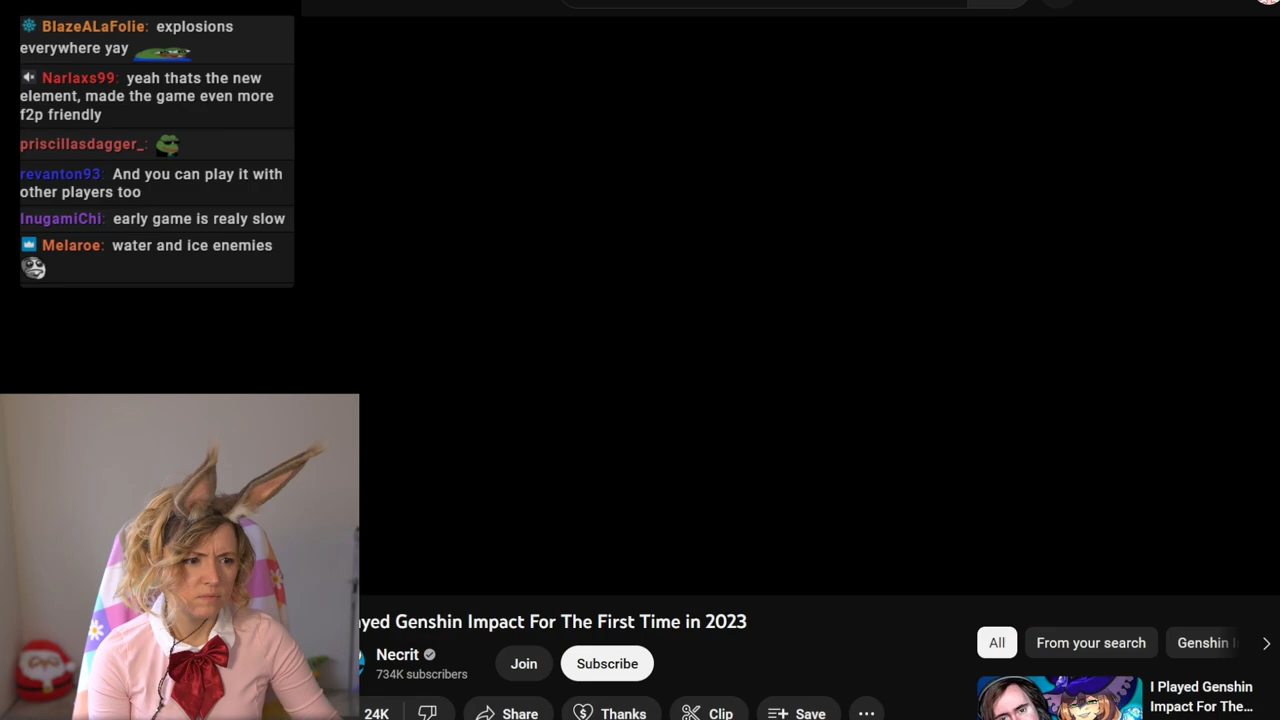 BlazeALaFolie: explosions
everywhere yay
Narlaxs99: yeah thats the new
element, made the game even more
f2p friendly
priscillasdagger_:
revanton93: And you can play it with
other players too
InugamiChi: early game is realy slow
Melaroe: water and ice enemies
ayed Genshin Impact For The First Time in 2023
Necrit
734K subscribers
Join
Subscribe
24K
Share
Thanks
Clip
Save
All
From your search
Genshin I
I Played Genshin
Impact For The...